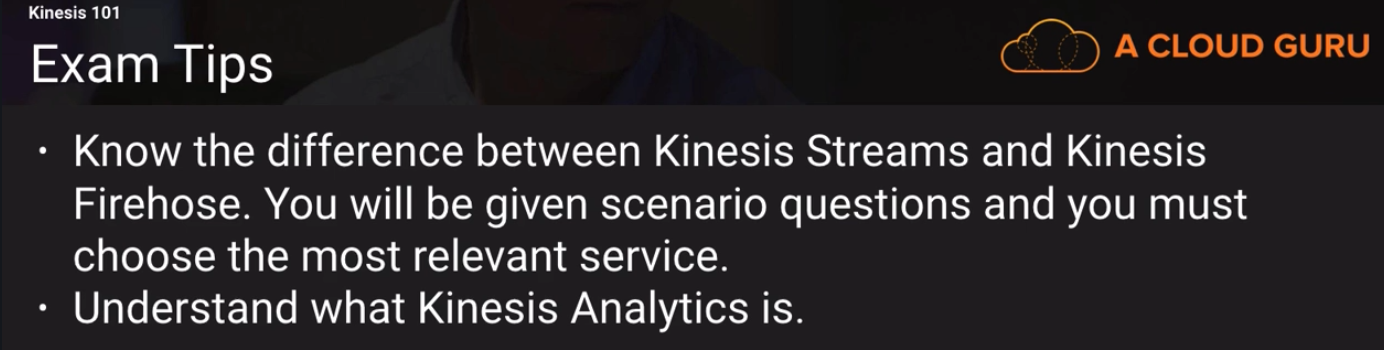 Kinesis 101
Exam Tips
A CLOUD GURU
• Know the difference between Kinesis Streams and Kinesis
Firehose. You will be given scenario questions and you must
choose the most relevant service.
• Understand what Kinesis Analytics is.